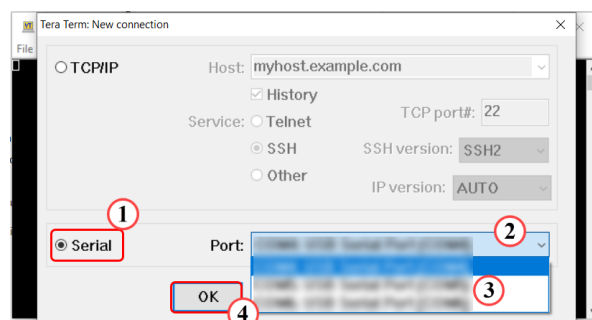 Tera Term: New connection
File
TCP/IP
Host: myhost.example.com
History
Service: Telnet
TCP port#: 22
SSH
SSH version: SSH2
Other
IP version: AUTO
1
2
Serial
Port:
3
OK
4